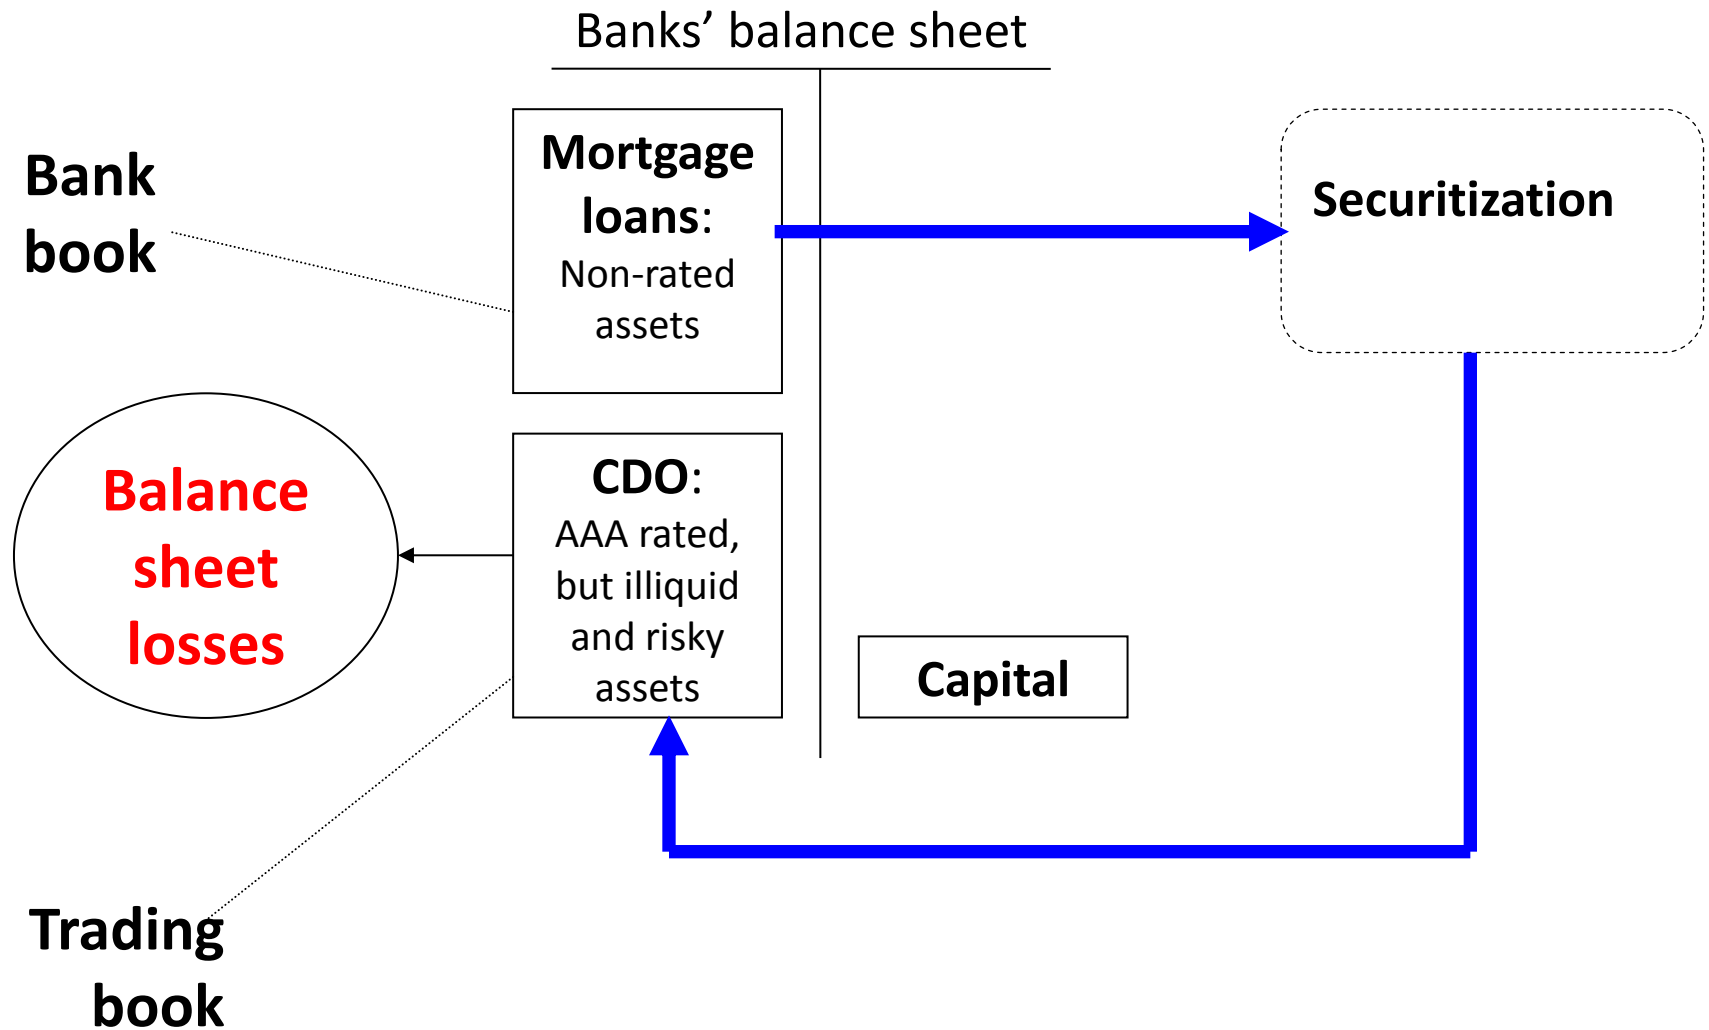 Banks’ balance sheet
Bank
book
Mortgage
loans:
Non-rated
assets
Securitization
Balance
sheet
losses
CDO:
AAA rated,
but illiquid
and risky
assets
Capital
Trading
book